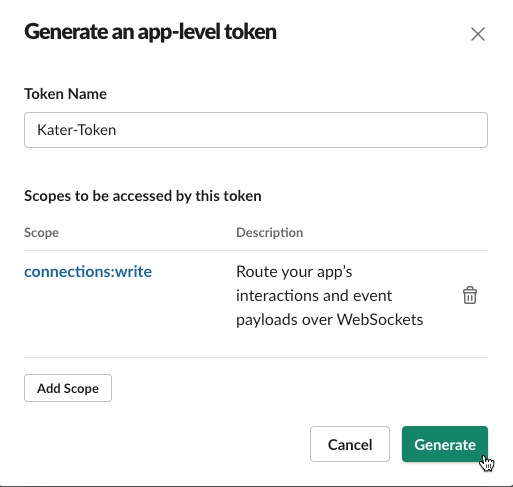 Generate an app-level token
Token Name
Kater-Token
Scopes to be accessed by this token
Scope Description
connections:write Route your app's
interactions and event
payloads over WebSockets
Add Scope
Cancel Generate